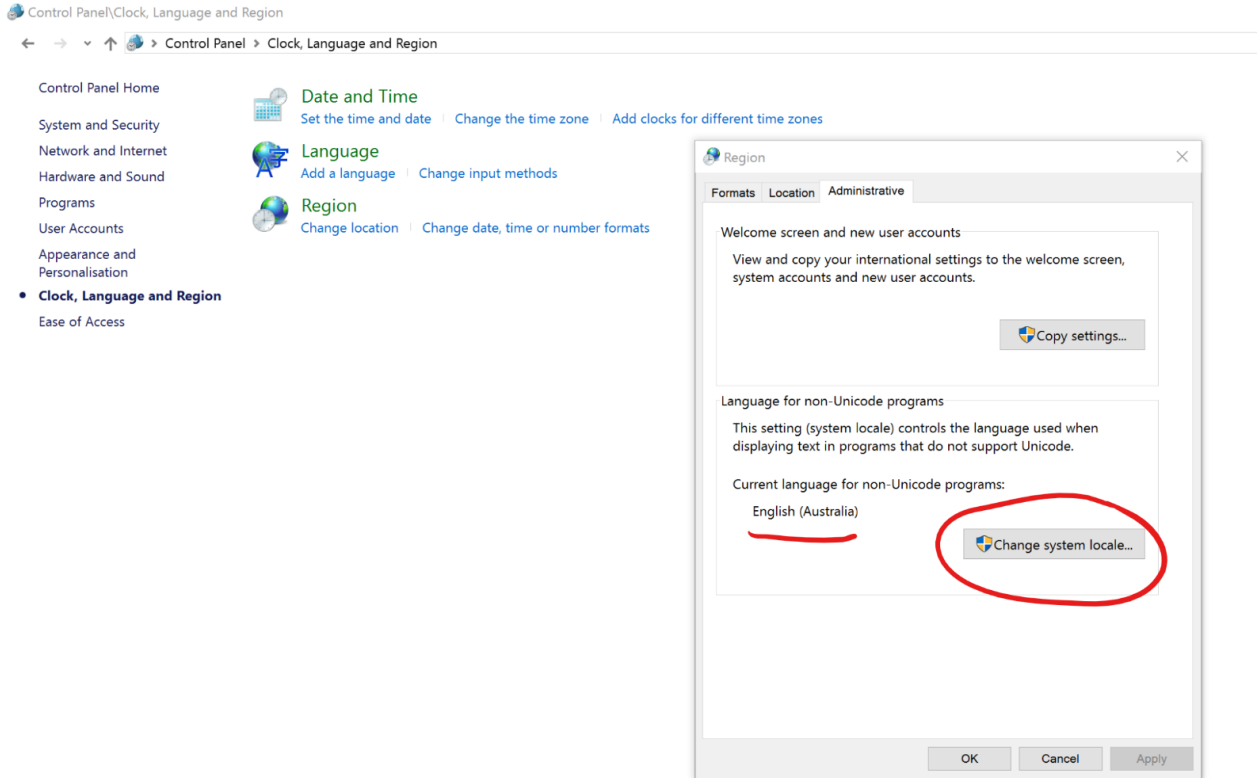 Control Panel\Clock, Language and Region
Control Panel > Clock, Language and Region
Control Panel Home
System and Security
Network and Internet
Hardware and Sound
Programs
User Accounts
Appearance and
Personalisation
Clock, Language and Region
Ease of Access
Date and Time
Set the time and date Change the time zone Add clocks for different time zones
Language
Add a language Change input methods
Region
Change location Change date, time or number formats
Region
Formats Location Administrative
Welcome screen and new user accounts
View and copy your international settings to the welcome screen,
system accounts and new user accounts.
Copy settings...
Language for non-Unicode programs
This setting (system locale) controls the language used when
displaying text in programs that do not support Unicode.
Current language for non-Unicode programs:
English (Australia)
Change system locale...
OK Cancel Apply